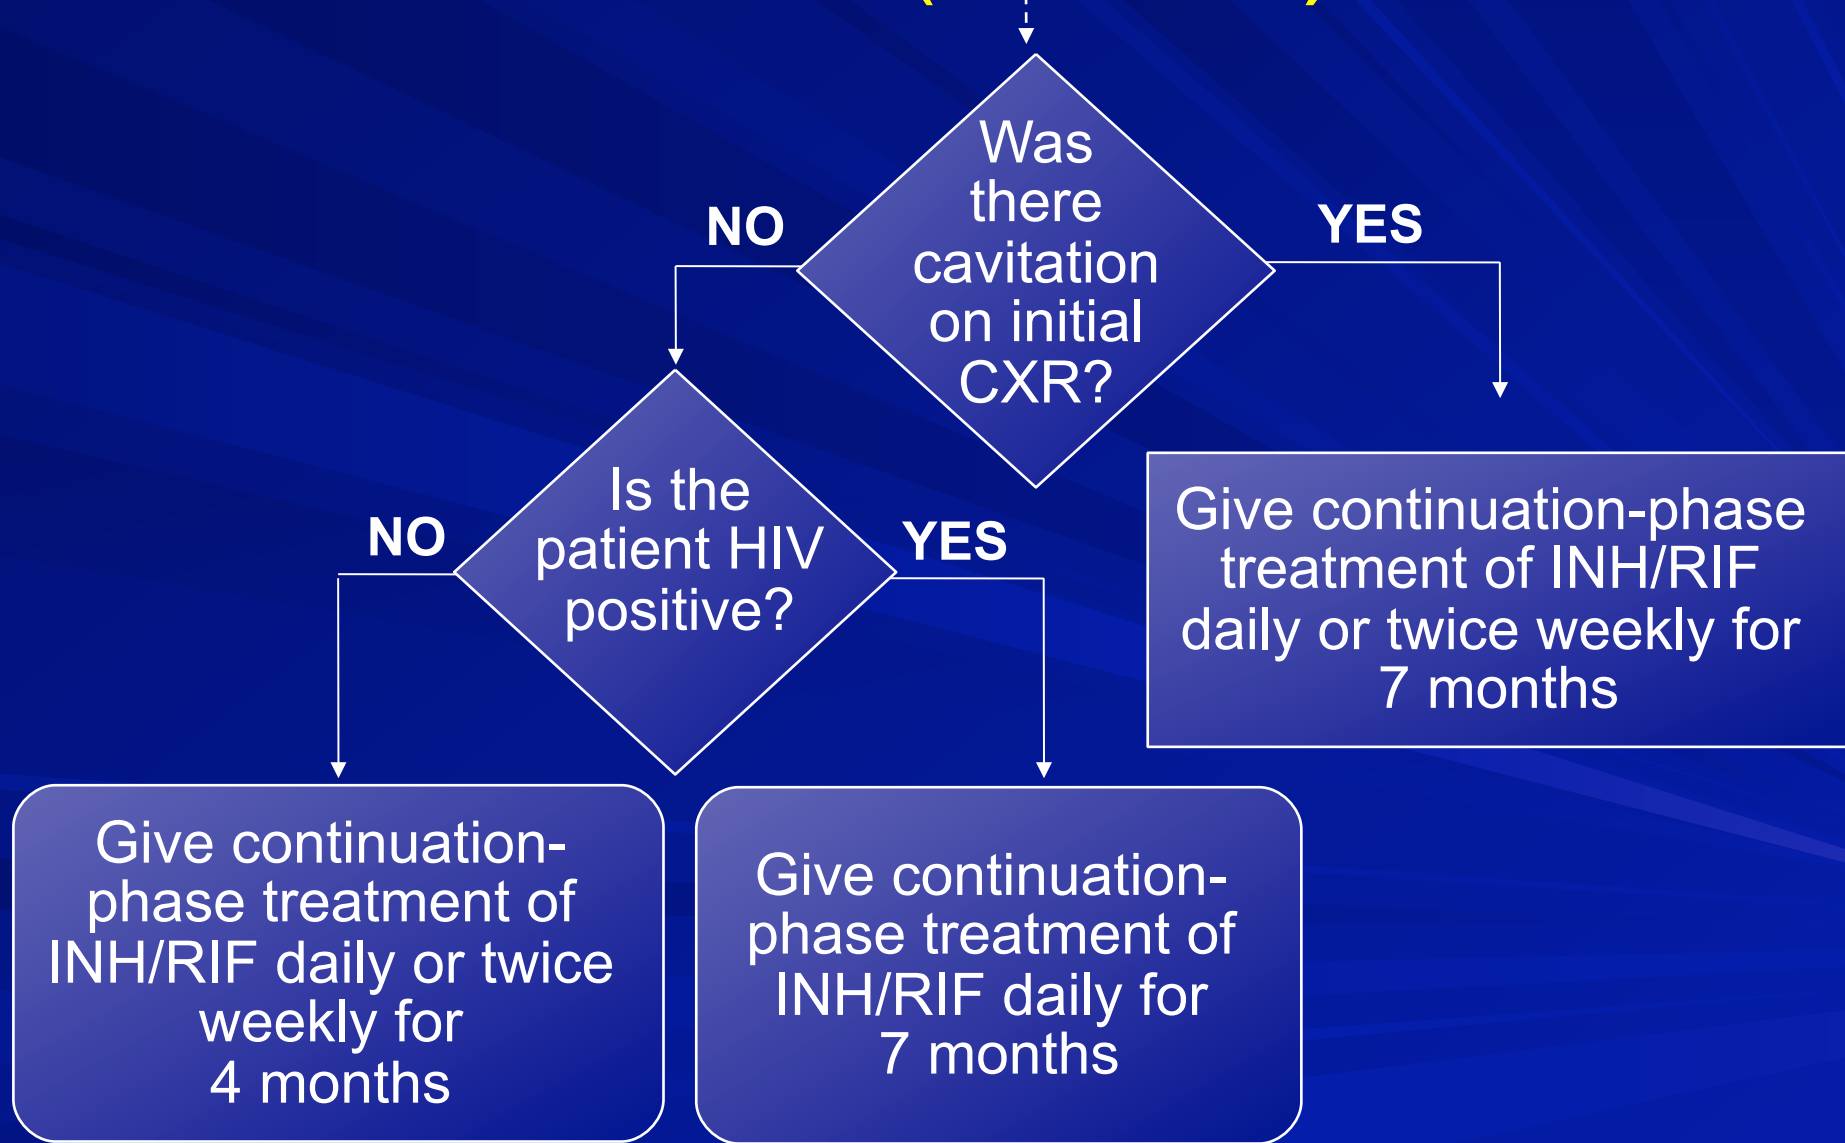 Was
there
cavitation
on initial
CXR?
NO
YES
Is the
patient HIV
positive?
NO
YES
Give continuation-phase
treatment of INH/RIF
daily or twice weekly for
7 months
Give continuation-
phase treatment of
INH/RIF daily or twice
weekly for
4 months
Give continuation-
phase treatment of
INH/RIF daily for
7 months